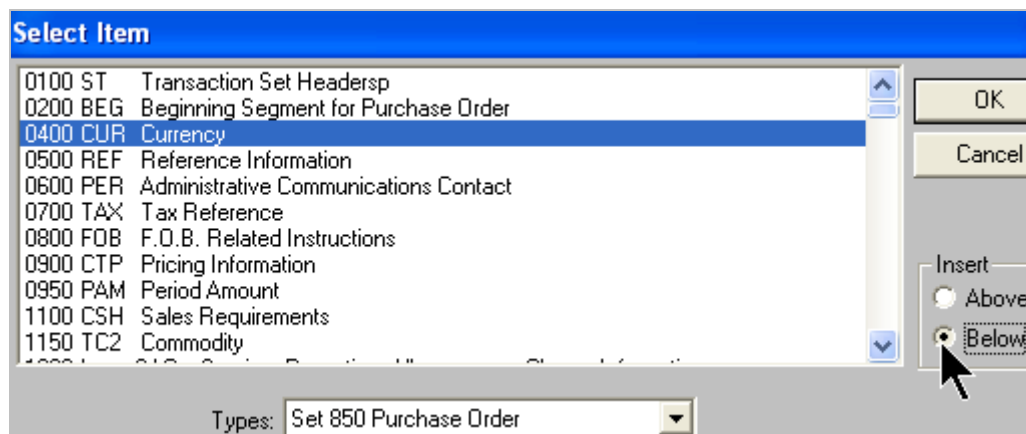 Select Item
0100 ST Transaction Set Headersp
0200 BEG Beginning Segment for Purchase Order
0400 CUR Currency
0500 REF Reference Information
0600 PER Administrative Communications Contact
0700 TAX Tax Reference
0800 FOB F.O.B. Related Instructions
0900 CTP Pricing Information
0950 PAM Period Amount
1100 CSH Sales Requirements
1150 TC2 Commodity
OK
Cancel
Insert
Above
Below
Types: Set 850 Purchase Order